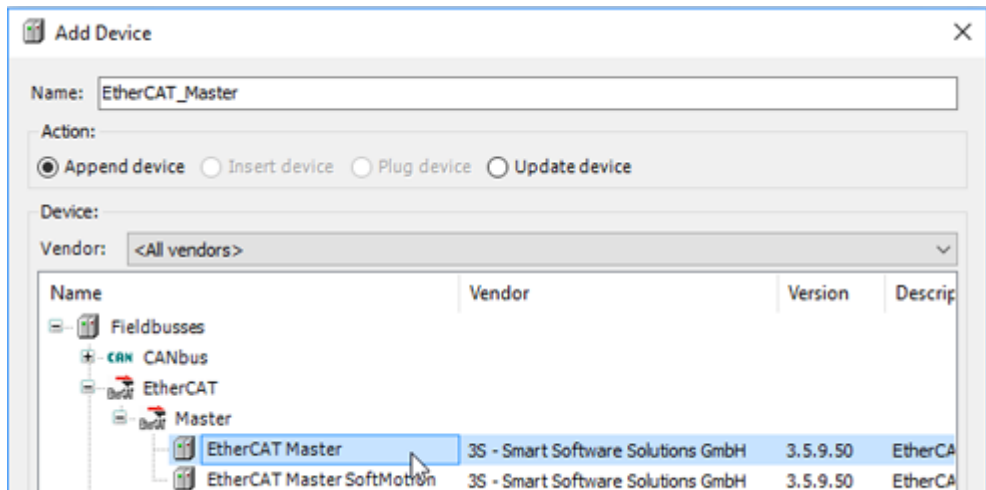 Add Device
Name: EtherCAT_Master
Action:
Append device Insert device Plug device Update device
Device:
Vendor: <All vendors>
Name Vendor Version Descrip
Fieldbusses
CAN CANbus
EtherCAT
Master
EtherCAT Master 3S - Smart Software Solutions GmbH 3.5.9.50 EtherCA
EtherCAT Master SoftMotion 3S - Smart Software Solutions GmbH 3.5.9.50 EtherCA